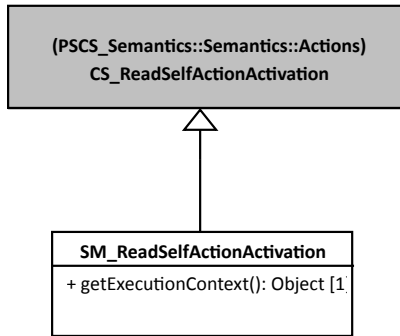 (PSCS_Semantics::Semantics::Actions)
CS_ReadSelfActionActivation
SM_ReadSelfActionActivation
+ getExecutionContext(): Object [1]